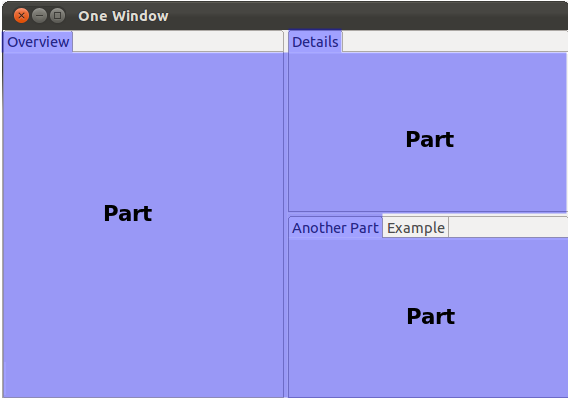 One Window
Overview
Part
Details
Part
Another Part Example
Part